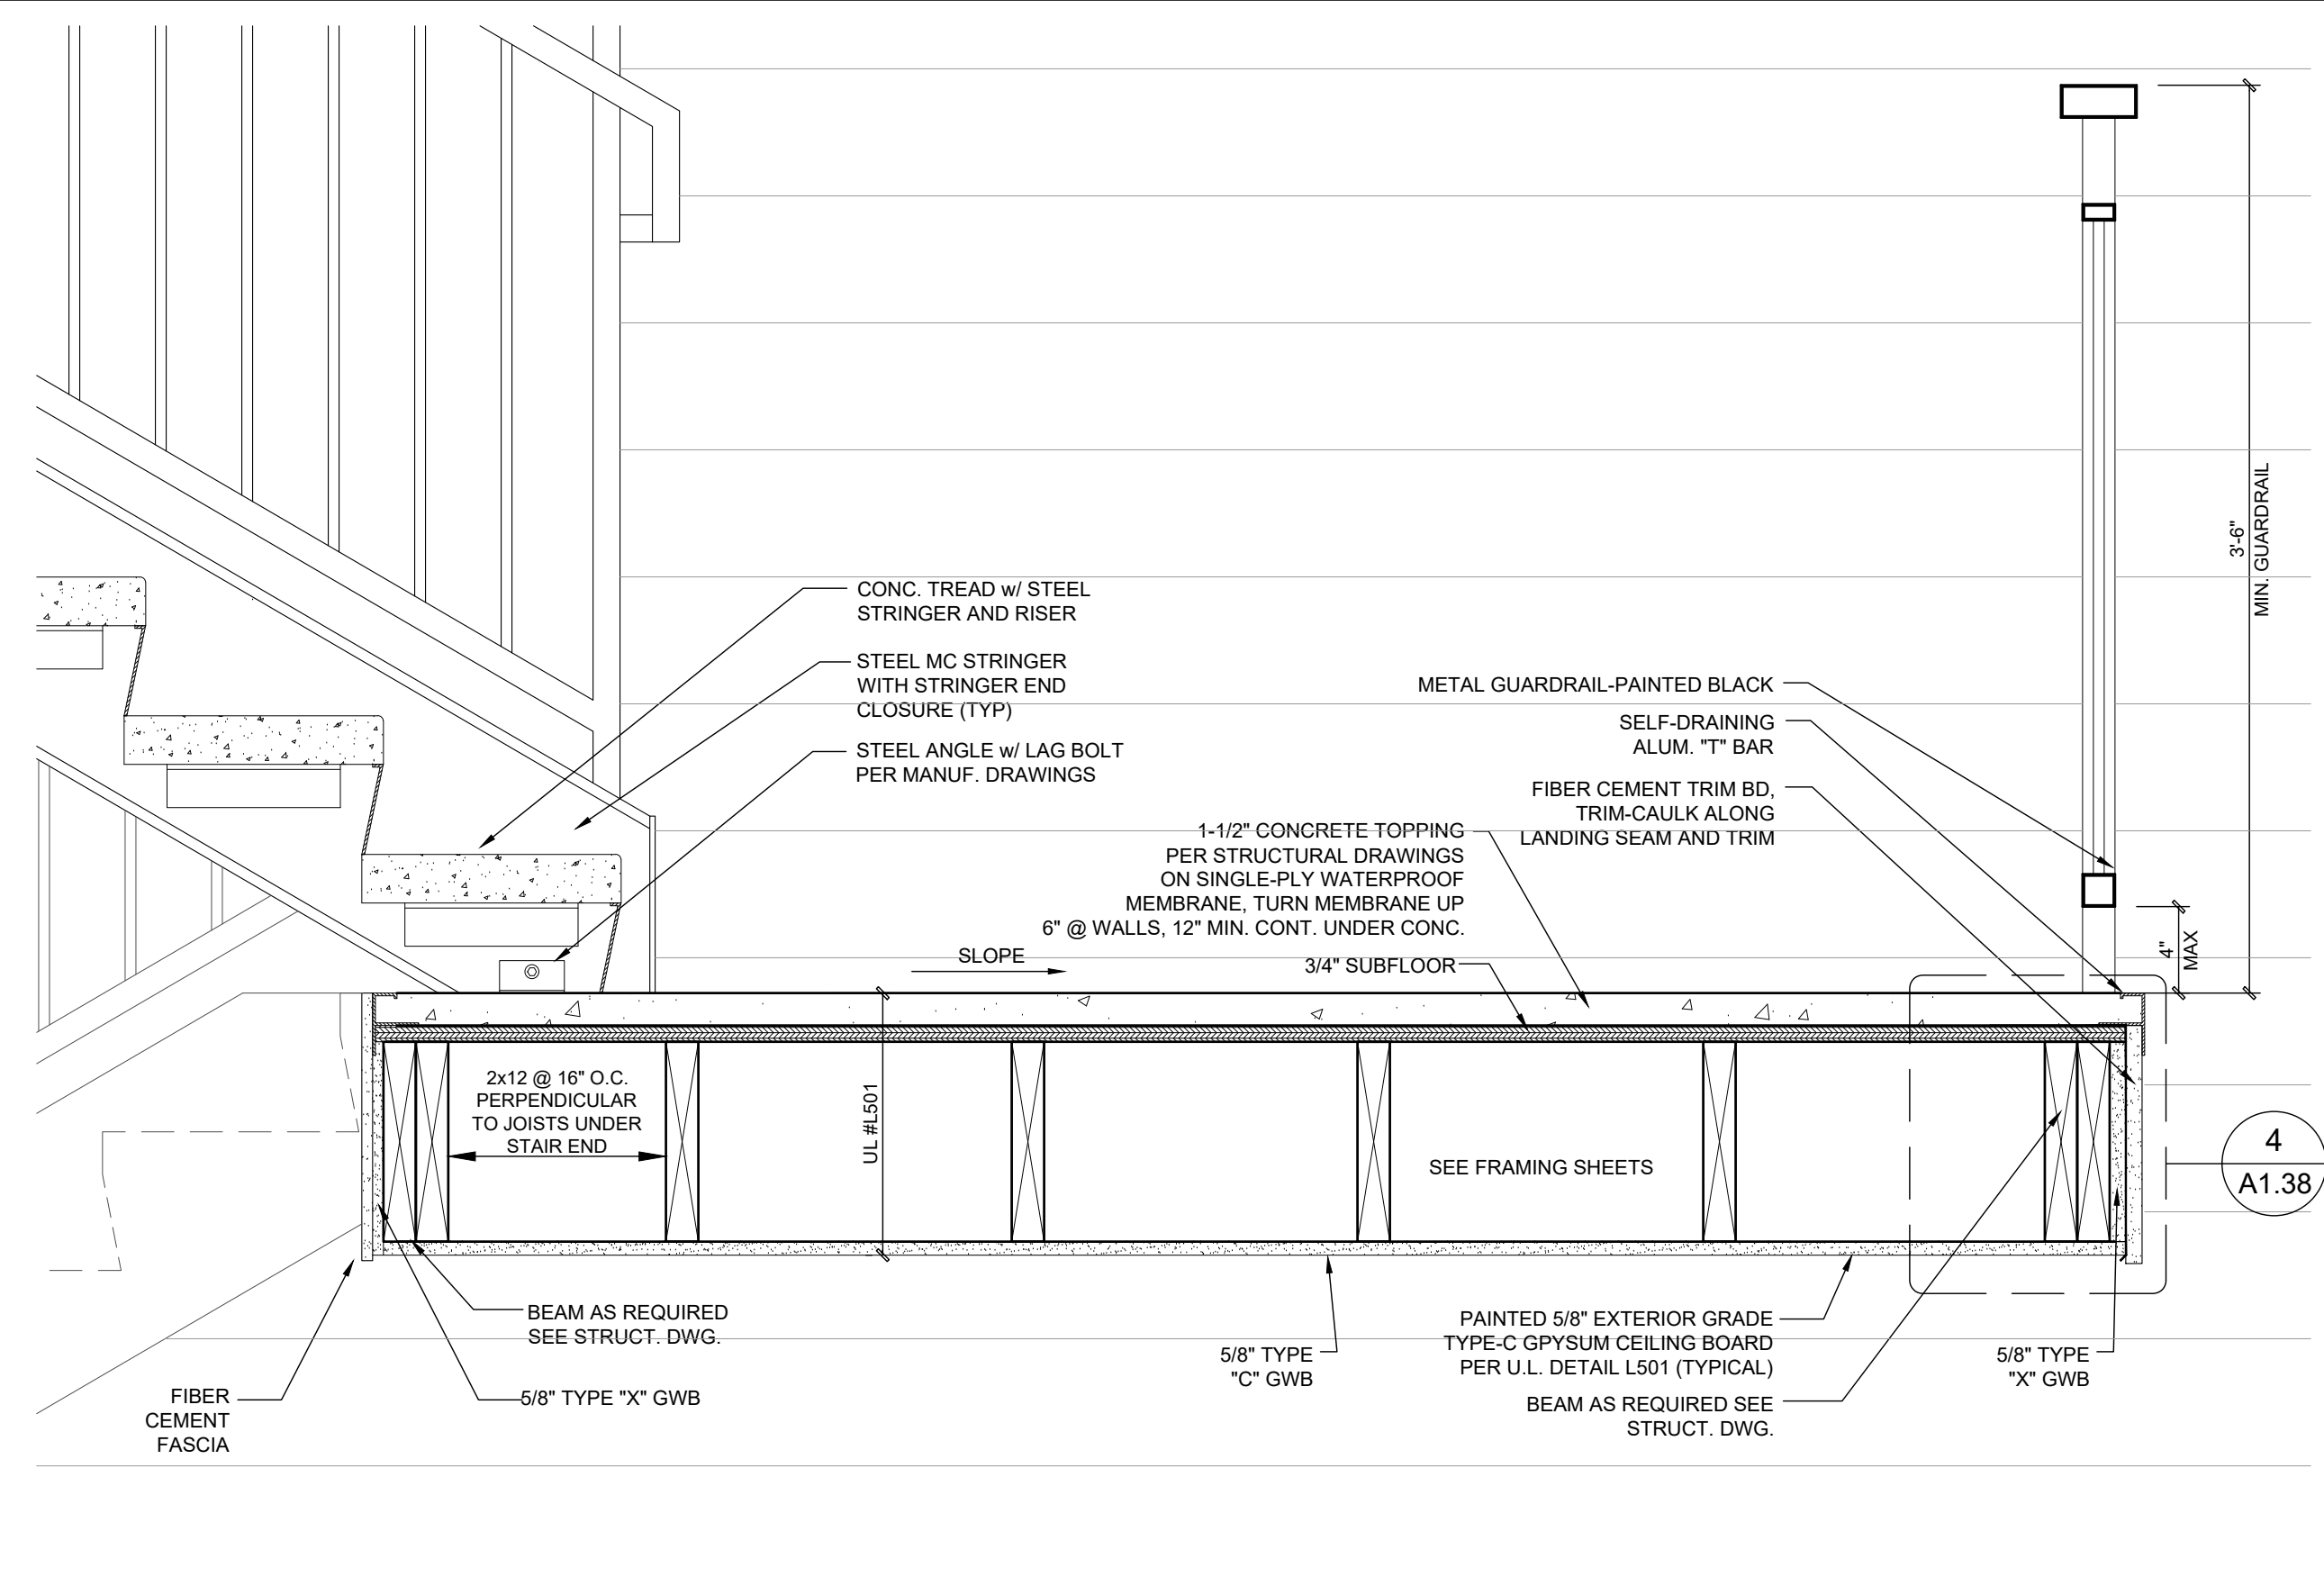 CONC. TREAD w/ STEEL
STRINGER AND RISER
STEEL MC STRINGER
WITH STRINGER END
CLOSURE (TYP)
STEEL ANGLE w/ LAG BOLT
PER MANUF. DRAWINGS
3'-6"
MIN. GUARDRAIL
METAL GUARDRAIL-PAINTED BLACK
SELF-DRAINING
ALUM. "T" BAR
FIBER CEMENT TRIM BD,
TRIM-CAULK ALONG
LANDING SEAM AND TRIM
1-1/2" CONCRETE TOPPING
PER STRUCTURAL DRAWINGS
ON SINGLE-PLY WATERPROOF
MEMBRANE, TURN MEMBRANE UP
6" @ WALLS, 12" MIN. CONT. UNDER CONC.
SLOPE
3/4" SUBFLOOR
4"
MAX
2x12 @ 16" O.C.
PERPENDICULAR
TO JOISTS UNDER
STAIR END
UL #L501
SEE FRAMING SHEETS
4
A1.38
BEAM AS REQUIRED
SEE STRUCT. DWG.
5/8" TYPE "X" GWB
FIBER
CEMENT
FASCIA
5/8" TYPE
"C" GWB
PAINTED 5/8" EXTERIOR GRADE
TYPE-C GPYSUM CEILING BOARD
PER U.L. DETAIL L501 (TYPICAL)
BEAM AS REQUIRED SEE
STRUCT. DWG.
5/8" TYPE
"X" GWB